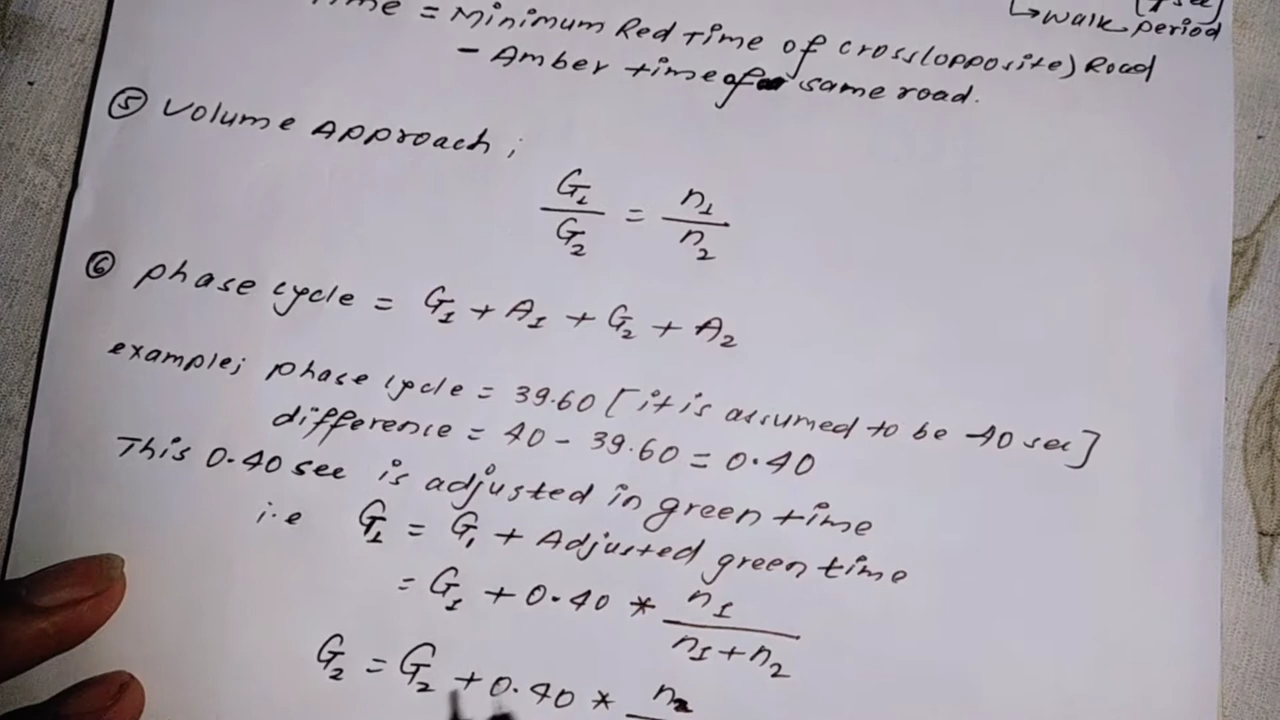 Time = Minimum Red Time of cross(opposite) Road
- Amber time of same road.
↳ walk period
⑤ Volume Approach;
G1/G2 = n1/n2
⑥ phase cycle = G1 + A1 + G2 + A2
example; phase cycle = 39.60 [it is assumed to be 40 sec]
difference = 40 - 39.60 = 0.40
This 0.40 see is adjusted in green time
i.e G1 = G1 + Adjusted green time
= G1 + 0.40 * n1/n1+n2
G2 = G2 + 0.40 * n2